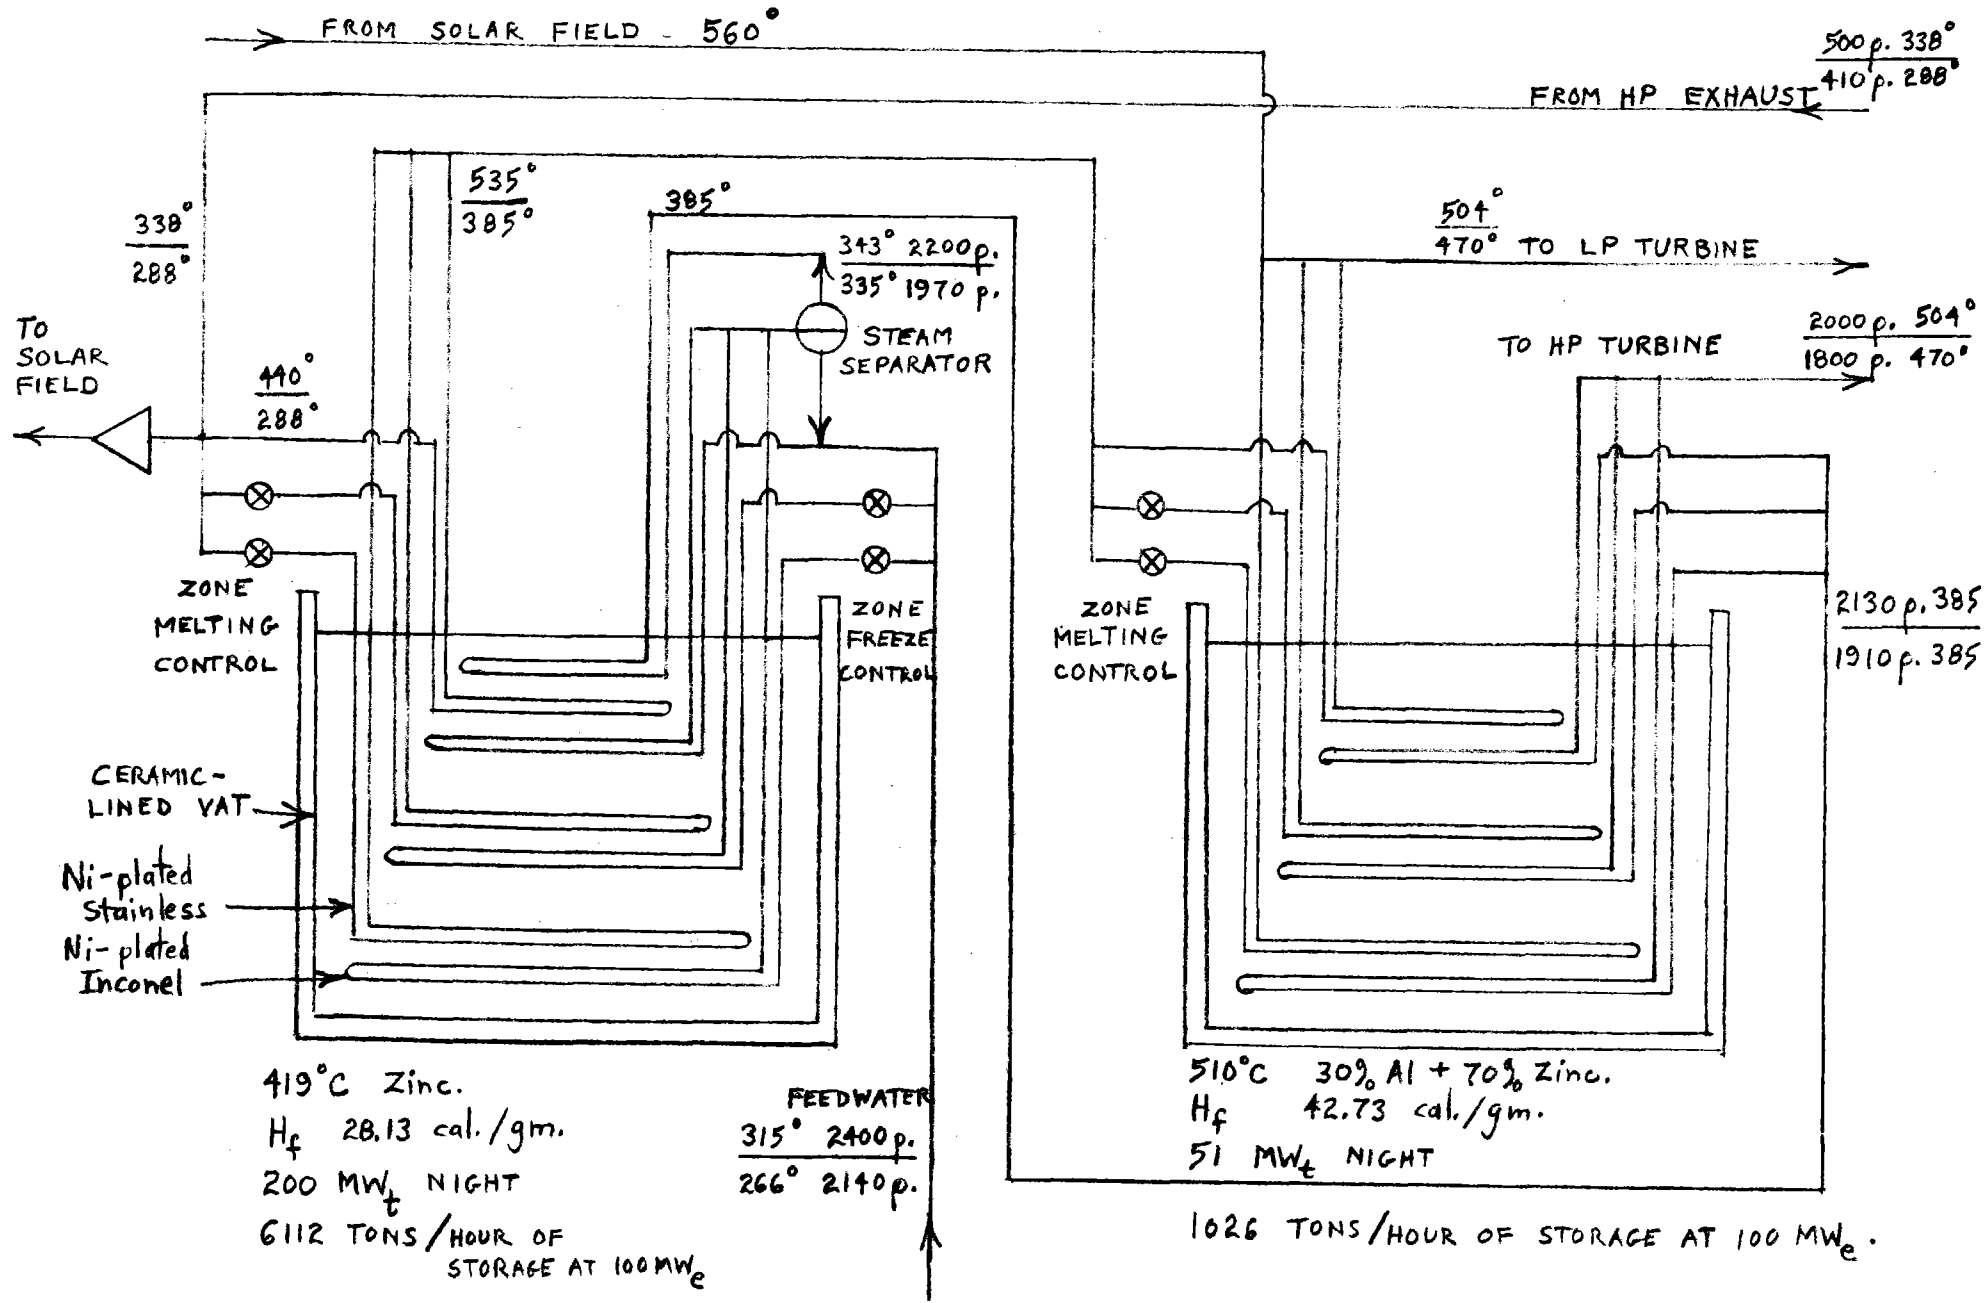 FROM SOLAR FIELD - 560°
500 p. 338°
410 p. 288°
FROM HP EXHAUST
535°
385°
385°
338°
288°
343° 2200 p.
335° 1970 p.
504°
470° TO LP TURBINE
STEAM
SEPARATOR
TO
SOLAR
FIELD
440°
288°
TO HP TURBINE
2000 p. 504°
1800 p. 470°
ZONE
MELTING
CONTROL
ZONE
FREEZE
CONTROL
ZONE
MELTING
CONTROL
2130 p. 385
1910 p. 385
CERAMIC-
LINED VAT
Ni-plated
Stainless
Ni-plated
Inconel
419°C Zinc.
Hf 28.13 cal./gm.
200 MWt NIGHT
6112 TONS/HOUR OF
STORAGE AT 100 MWe
FEEDWATER
315° 2400 p.
266° 2140 p.
510°C 30% Al + 70% Zinc.
Hf 42.73 cal./gm.
51 MWt NIGHT
1026 TONS/HOUR OF STORAGE AT 100 MWe.